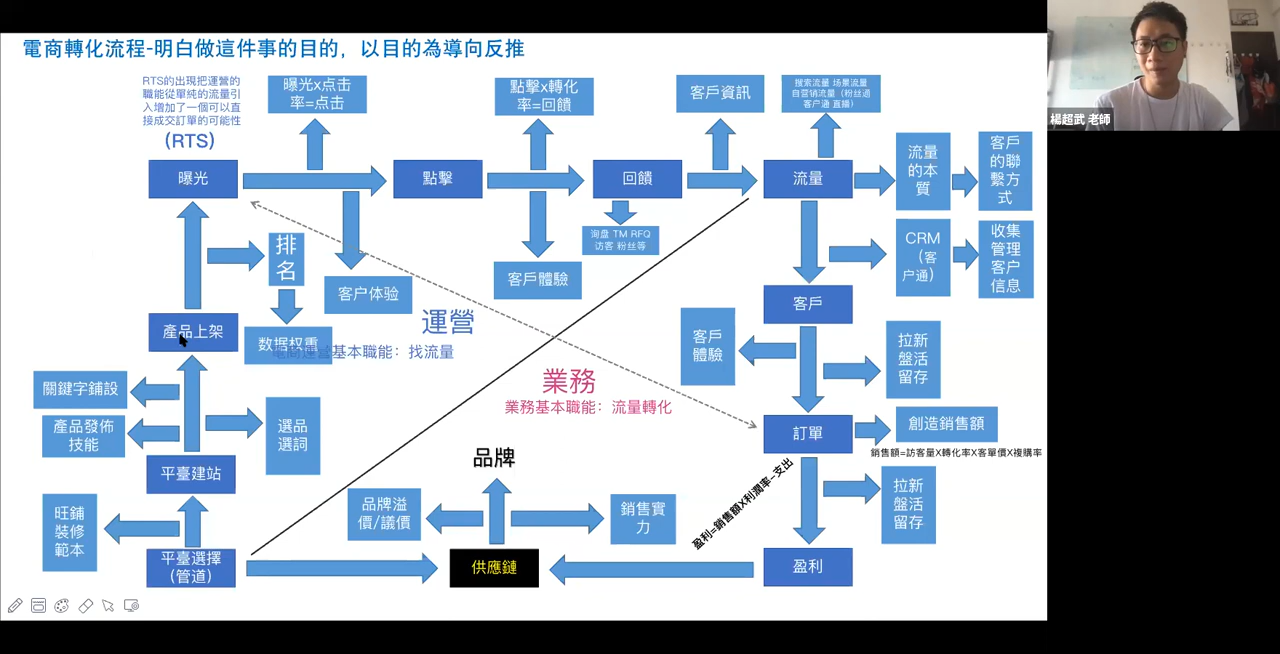 電商轉化流程-明白做這件事的目的，以目的為導向反推
RTS的出現把運營的
職能從單純的流量引
入增加了一個可以直
接成交訂單的可能性
(RTS)
曝光x点击
率=点击
點擊x轉化
率=回饋
客戶資訊
搜索流量 场景流量
自营销流量（粉丝通
客户通 直播）
楊超武 老師
曝光
點擊
回饋
流量
流量
的本
質
客戶
的聯
繫方
式
询盘 TM RFQ
访客 粉丝等
排
名
客户体验
客戶體驗
CRM
（客
户通）
收集
管理
客户
信息
產品上架
数据权重
運營
電商運營基本職能：找流量
客戶
客戶
體驗
拉新
盤活
留存
關鍵字鋪設
產品發佈
技能
選品
選詞
業務
業務基本職能：流量轉化
訂單
創造銷售額
銷售額=訪客量X轉化率X客單價X複購率
平臺建站
品牌
盈利=銷售額X利潤率-支出
拉新
盤活
留存
旺鋪
裝修
範本
品牌溢
價/議價
銷售實
力
平臺選擇
（管道）
供應鏈
盈利